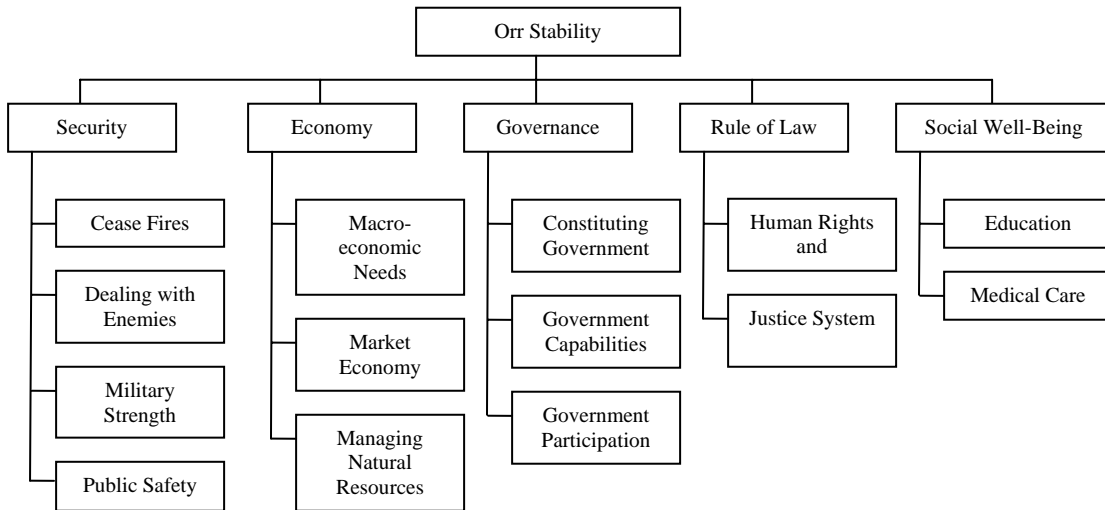 Orr Stability
Security
Economy
Governance
Rule of Law
Social Well-Being
Cease Fires
Dealing with
Enemies
Military
Strength
Public Safety
Macro-
economic
Needs
Market
Economy
Managing
Natural
Resources
Constituting
Government
Government
Capabilities
Government
Participation
Human Rights
and
Justice System
Education
Medical Care